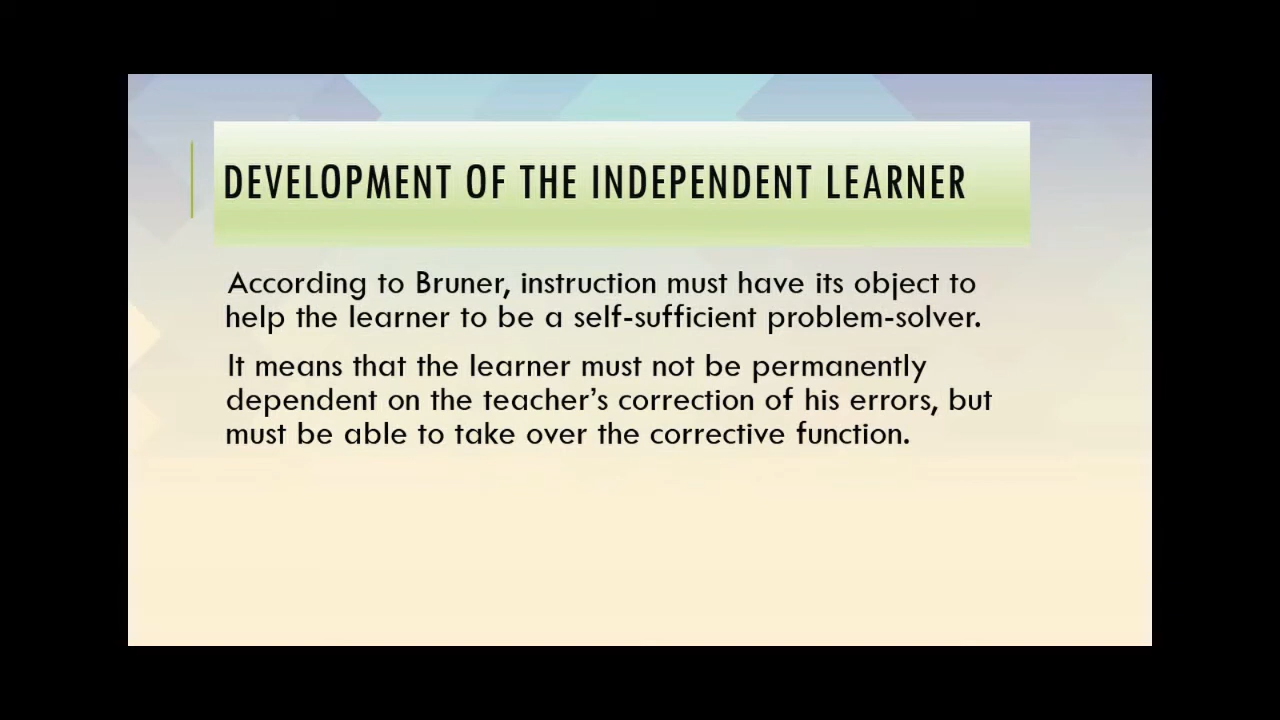 DEVELOPMENT OF THE INDEPENDENT LEARNER
According to Bruner, instruction must have its object to
help the learner to be a self-sufficient problem-solver.
It means that the learner must not be permanently
dependent on the teacher’s correction of his errors, but
must be able to take over the corrective function.